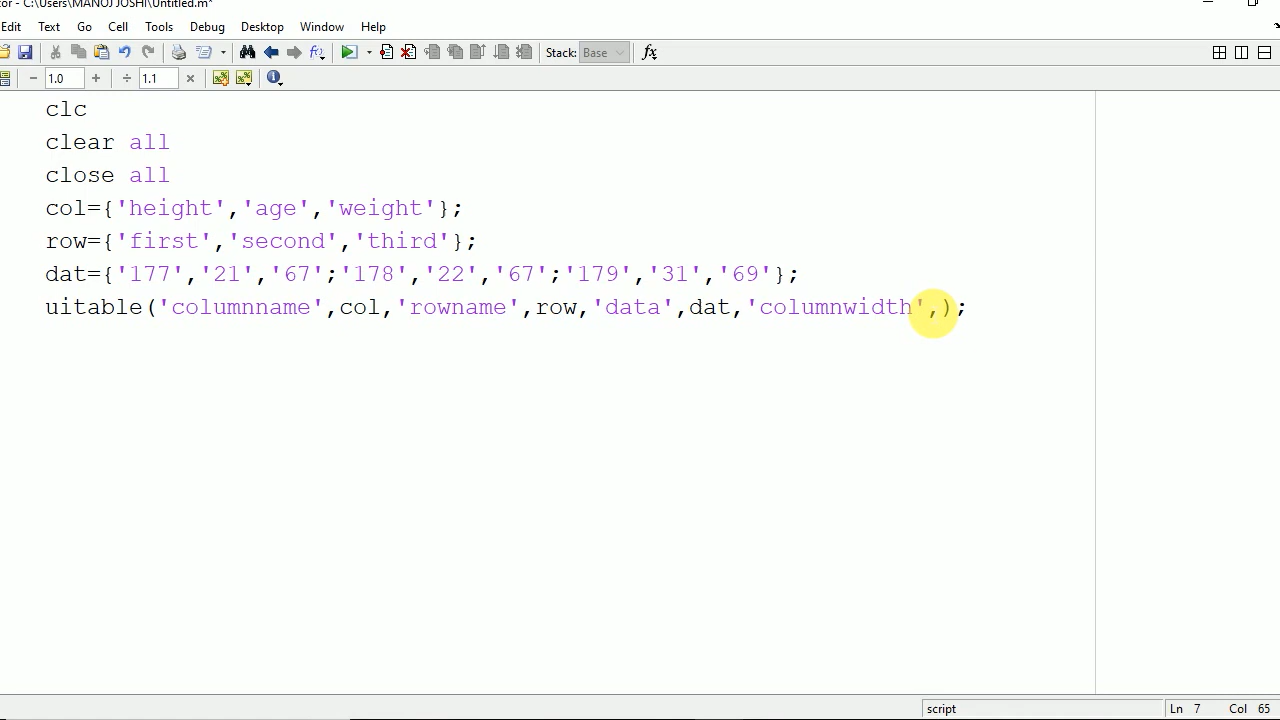 tor - C:\Users\MANOJ JOSHI\Untitled.m*
Edit Text Go Cell Tools Debug Desktop Window Help
Stack: Base fx
− 1.0 + ÷ 1.1 ×
clc
clear all
close all
col={'height','age','weight'};
row={'first','second','third'};
dat={'177','21','67';'178','22','67';'179','31','69'};
uitable('columnname',col,'rowname',row,'data',dat,'columnwidth',);
script Ln 7 Col 65